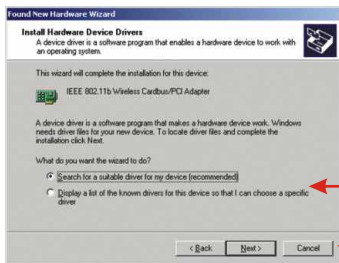 Found New Hardware Wizard
Install Hardware Device Drivers
A device driver is a software program that enables a hardware device to work with
an operating system.
This wizard will complete the installation for this device:
IEEE 802.11b Wireless Cardbus/PCI Adapter
A device driver is a software program that makes a hardware device work. Windows
needs driver files for your new device. To locate driver files and complete the
installation click Next.
What do you want the wizard to do?
Search for a suitable driver for my device (recommended)
Display a list of the known drivers for this device so that I can choose a specific
driver
< Back Next > Cancel